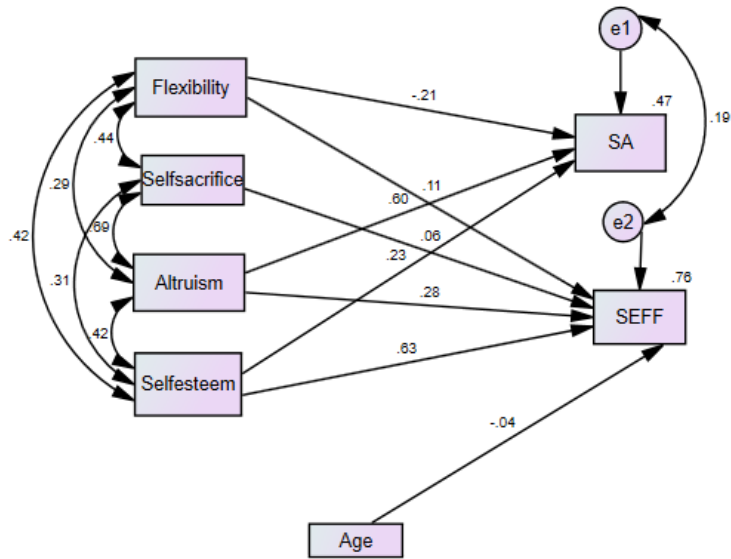 e1
Flexibility
-.21
.47
SA
.19
.44
Selfsacrifice
.29
.60
.11
e2
.42
.69
.06
.23
.31
Altruism
.28
.76
SEFF
.42
Selfesteem
.63
-.04
Age